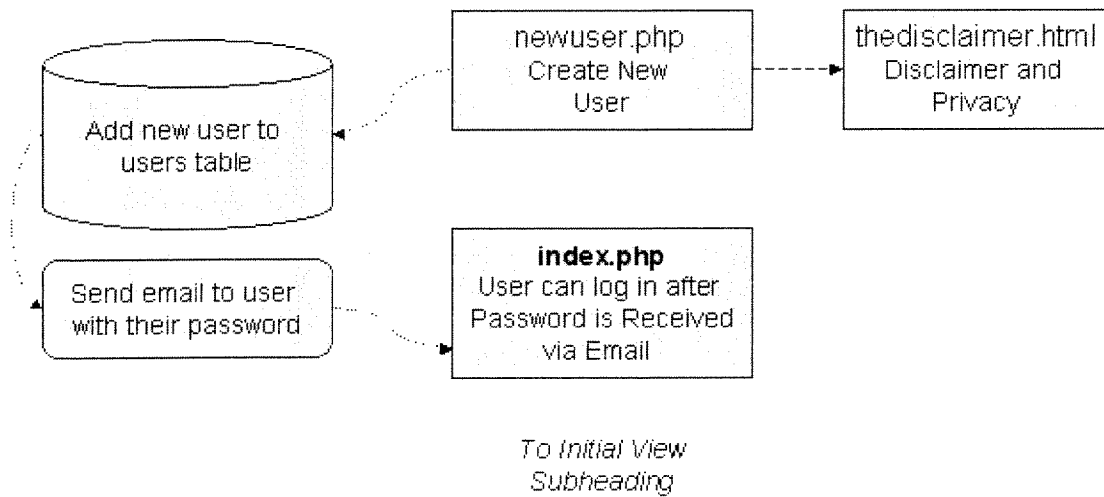 newuser.php
Create New
User
thedisclaimer.html
Disclaimer and
Privacy
Add new user to
users table
Send email to user
with their password
index.php
User can log in after
Password is Received
via Email
To Initial View
Subheading